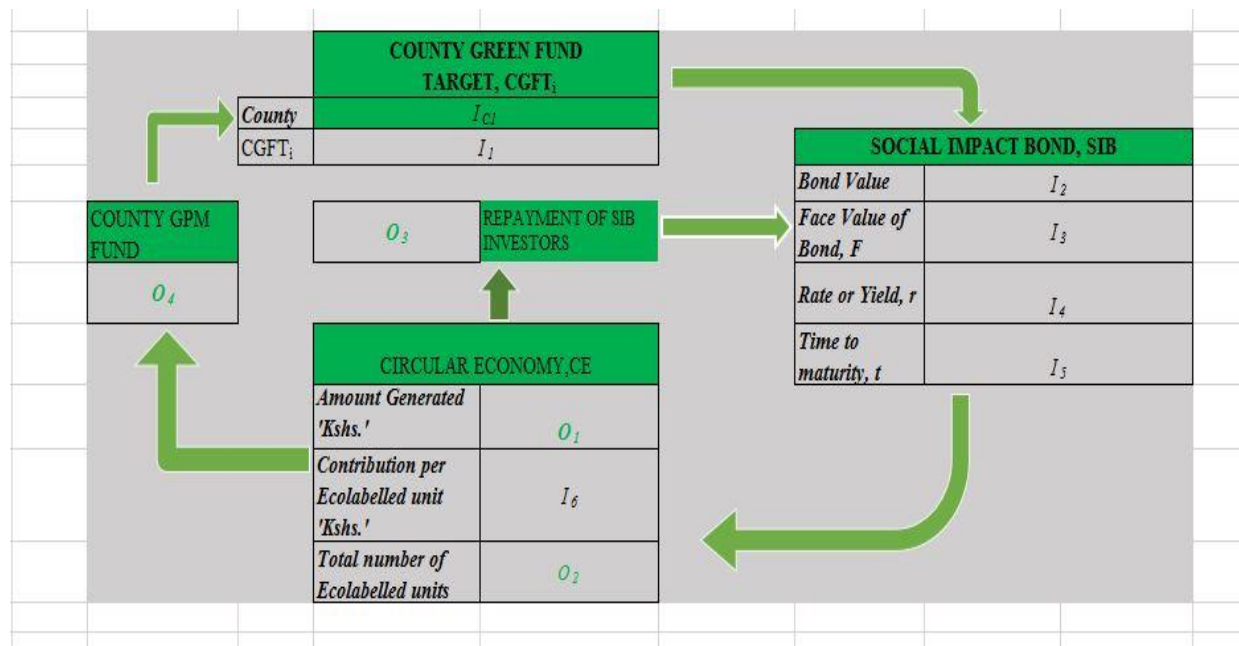 COUNTY GREEN FUND
TARGET, CGFTi
County
IC1
CGFTi
I1
SOCIAL IMPACT BOND, SIB
Bond Value
I2
Face Value of
Bond, F
I3
Rate or Yield, r
I4
Time to
maturity, t
I5
COUNTY GPM
FUND
O4
O3
REPAYMENT OF SIB
INVESTORS
CIRCULAR ECONOMY,CE
Amount Generated
'Kshs.'
O1
Contribution per
Ecolabelled unit
'Kshs.'
I6
Total number of
Ecolabelled units
O2